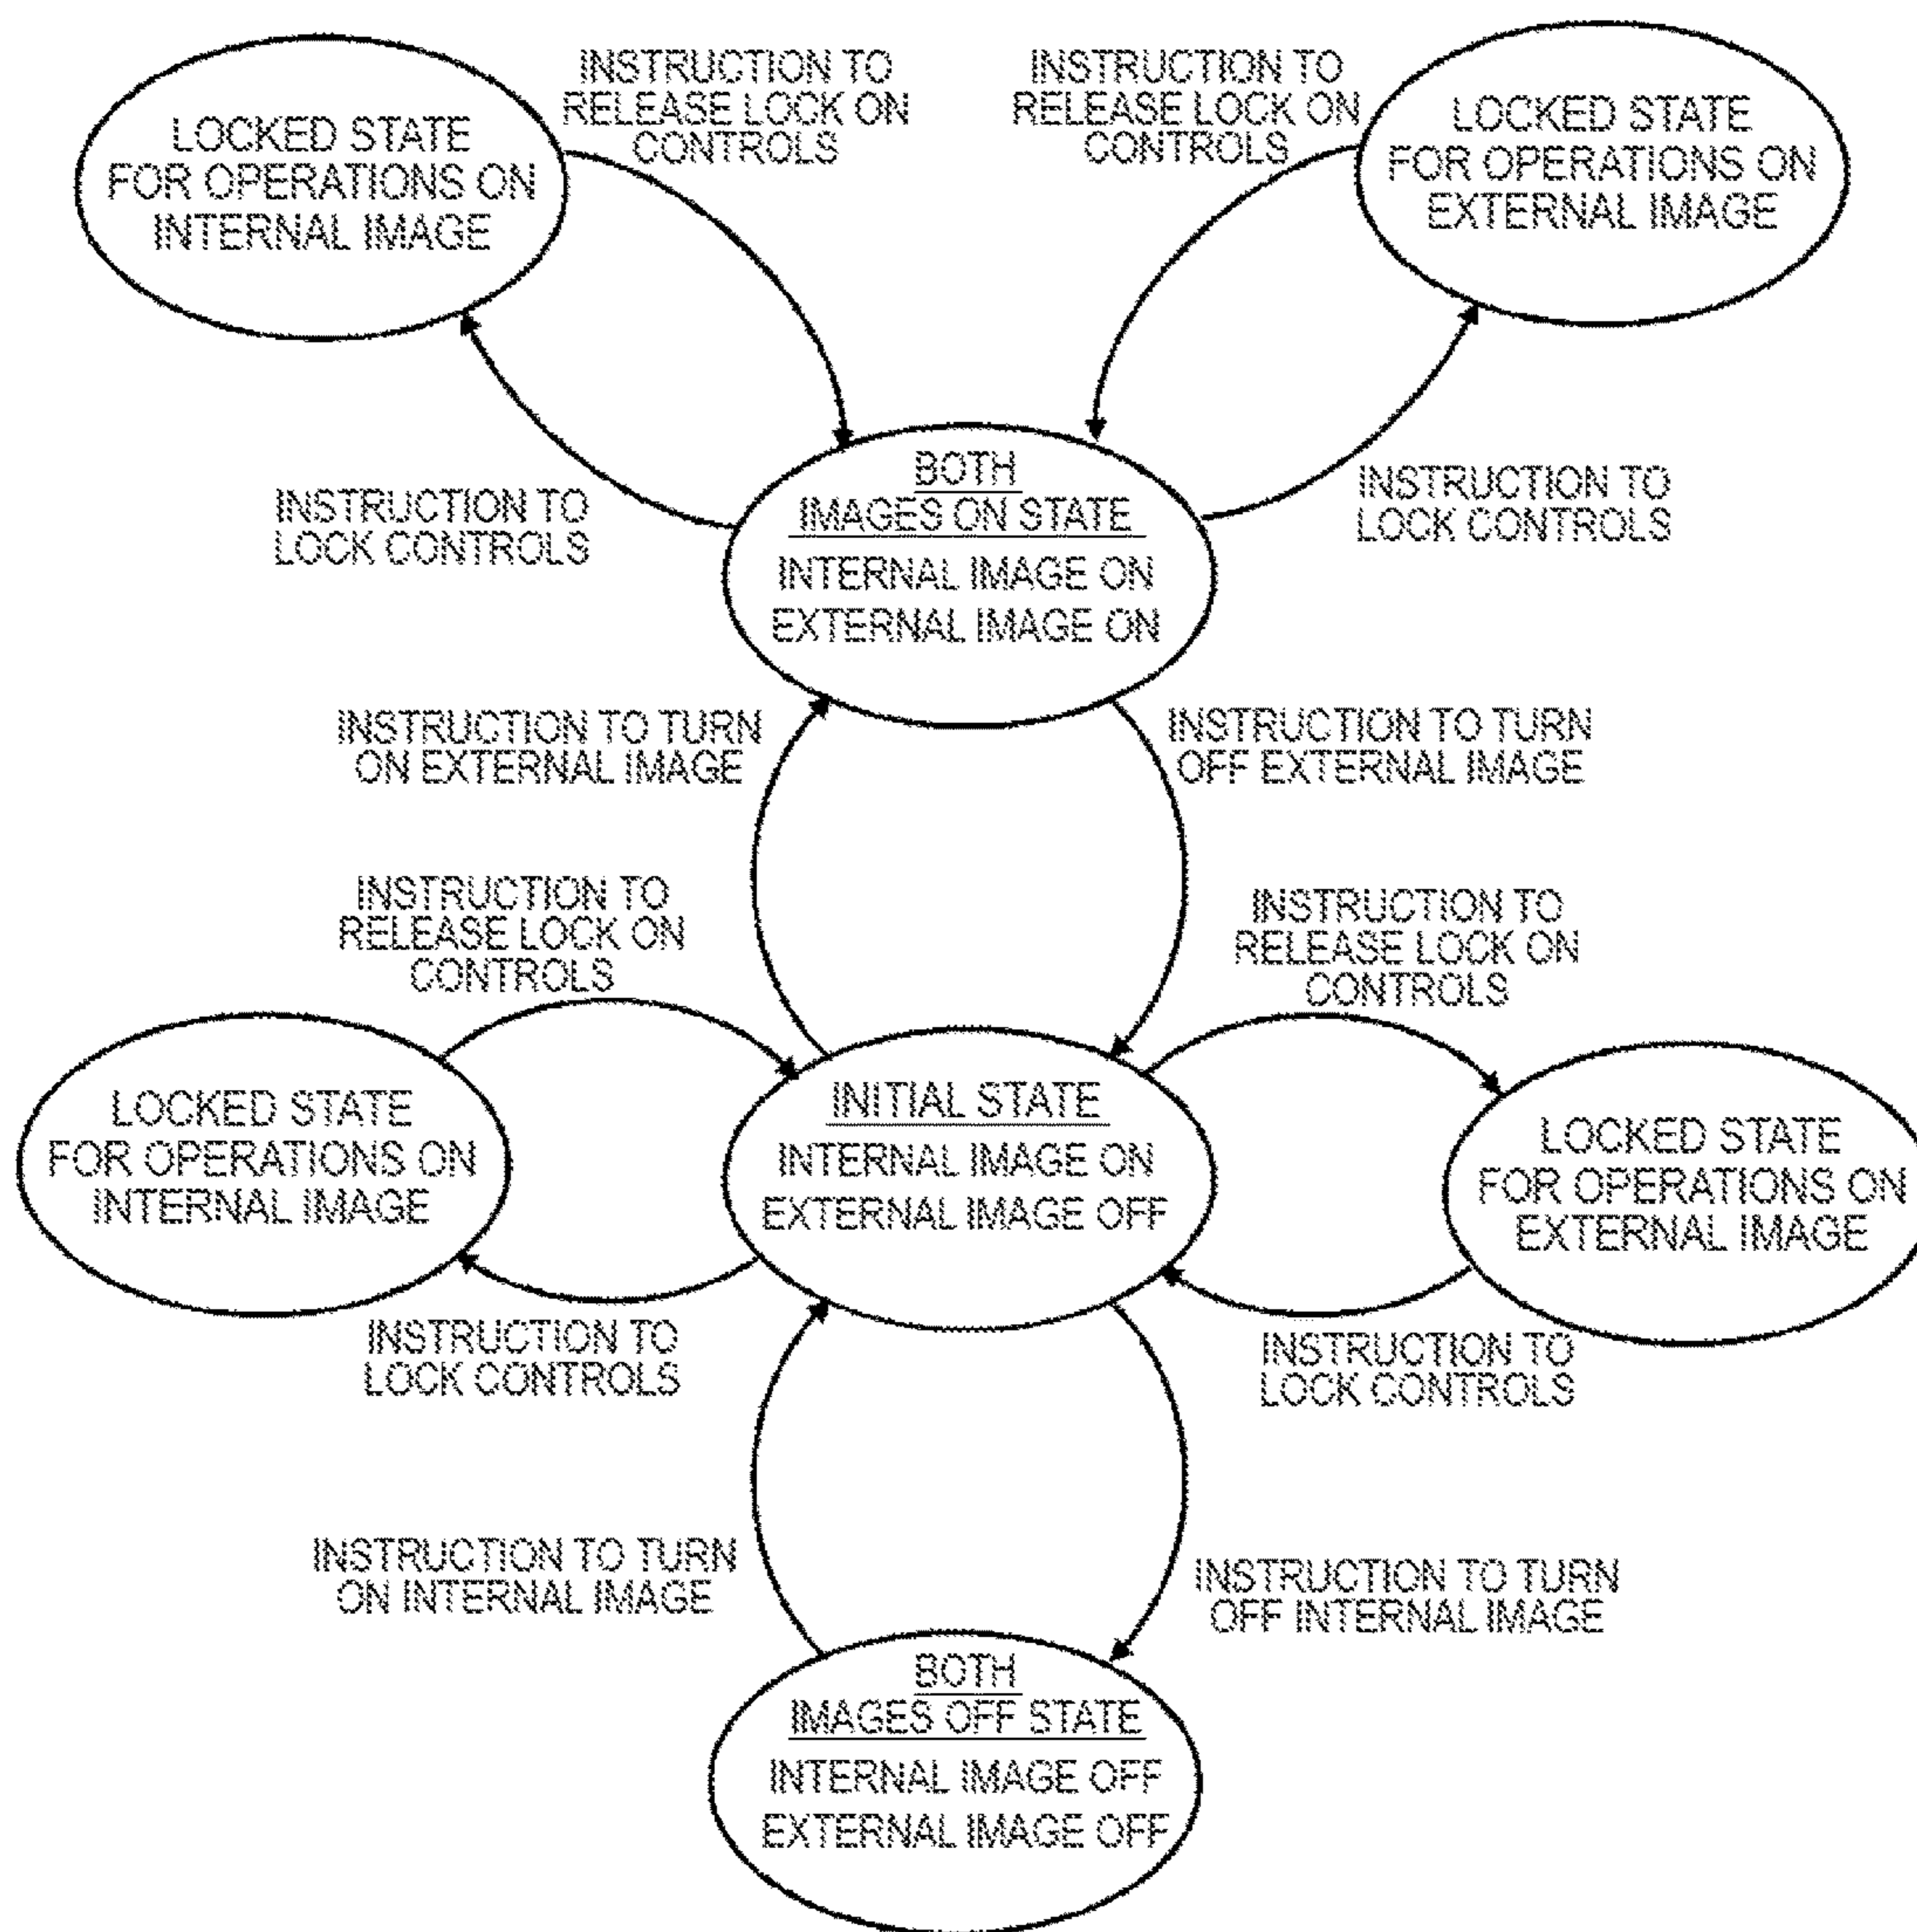 LOCKED STATE
FOR OPERATIONS ON
INTERNAL IMAGE
INSTRUCTION TO
RELEASE LOCK ON
CONTROLS
INSTRUCTION TO
RELEASE LOCK ON
CONTROLS
LOCKED STATE
FOR OPERATIONS ON
EXTERNAL IMAGE
INSTRUCTION TO
LOCK CONTROLS
BOTH
IMAGES ON STATE
INTERNAL IMAGE ON
EXTERNAL IMAGE ON
INSTRUCTION TO
LOCK CONTROLS
INSTRUCTION TO TURN
ON EXTERNAL IMAGE
INSTRUCTION TO TURN
OFF EXTERNAL IMAGE
INSTRUCTION TO
RELEASE LOCK ON
CONTROLS
INSTRUCTION TO
RELEASE LOCK ON
CONTROLS
LOCKED STATE
FOR OPERATIONS ON
INTERNAL IMAGE
INITIAL STATE
INTERNAL IMAGE ON
EXTERNAL IMAGE OFF
LOCKED STATE
FOR OPERATIONS ON
EXTERNAL IMAGE
INSTRUCTION TO
LOCK CONTROLS
INSTRUCTION TO
LOCK CONTROLS
INSTRUCTION TO TURN
ON INTERNAL IMAGE
INSTRUCTION TO TURN
OFF INTERNAL IMAGE
BOTH
IMAGES OFF STATE
INTERNAL IMAGE OFF
EXTERNAL IMAGE OFF